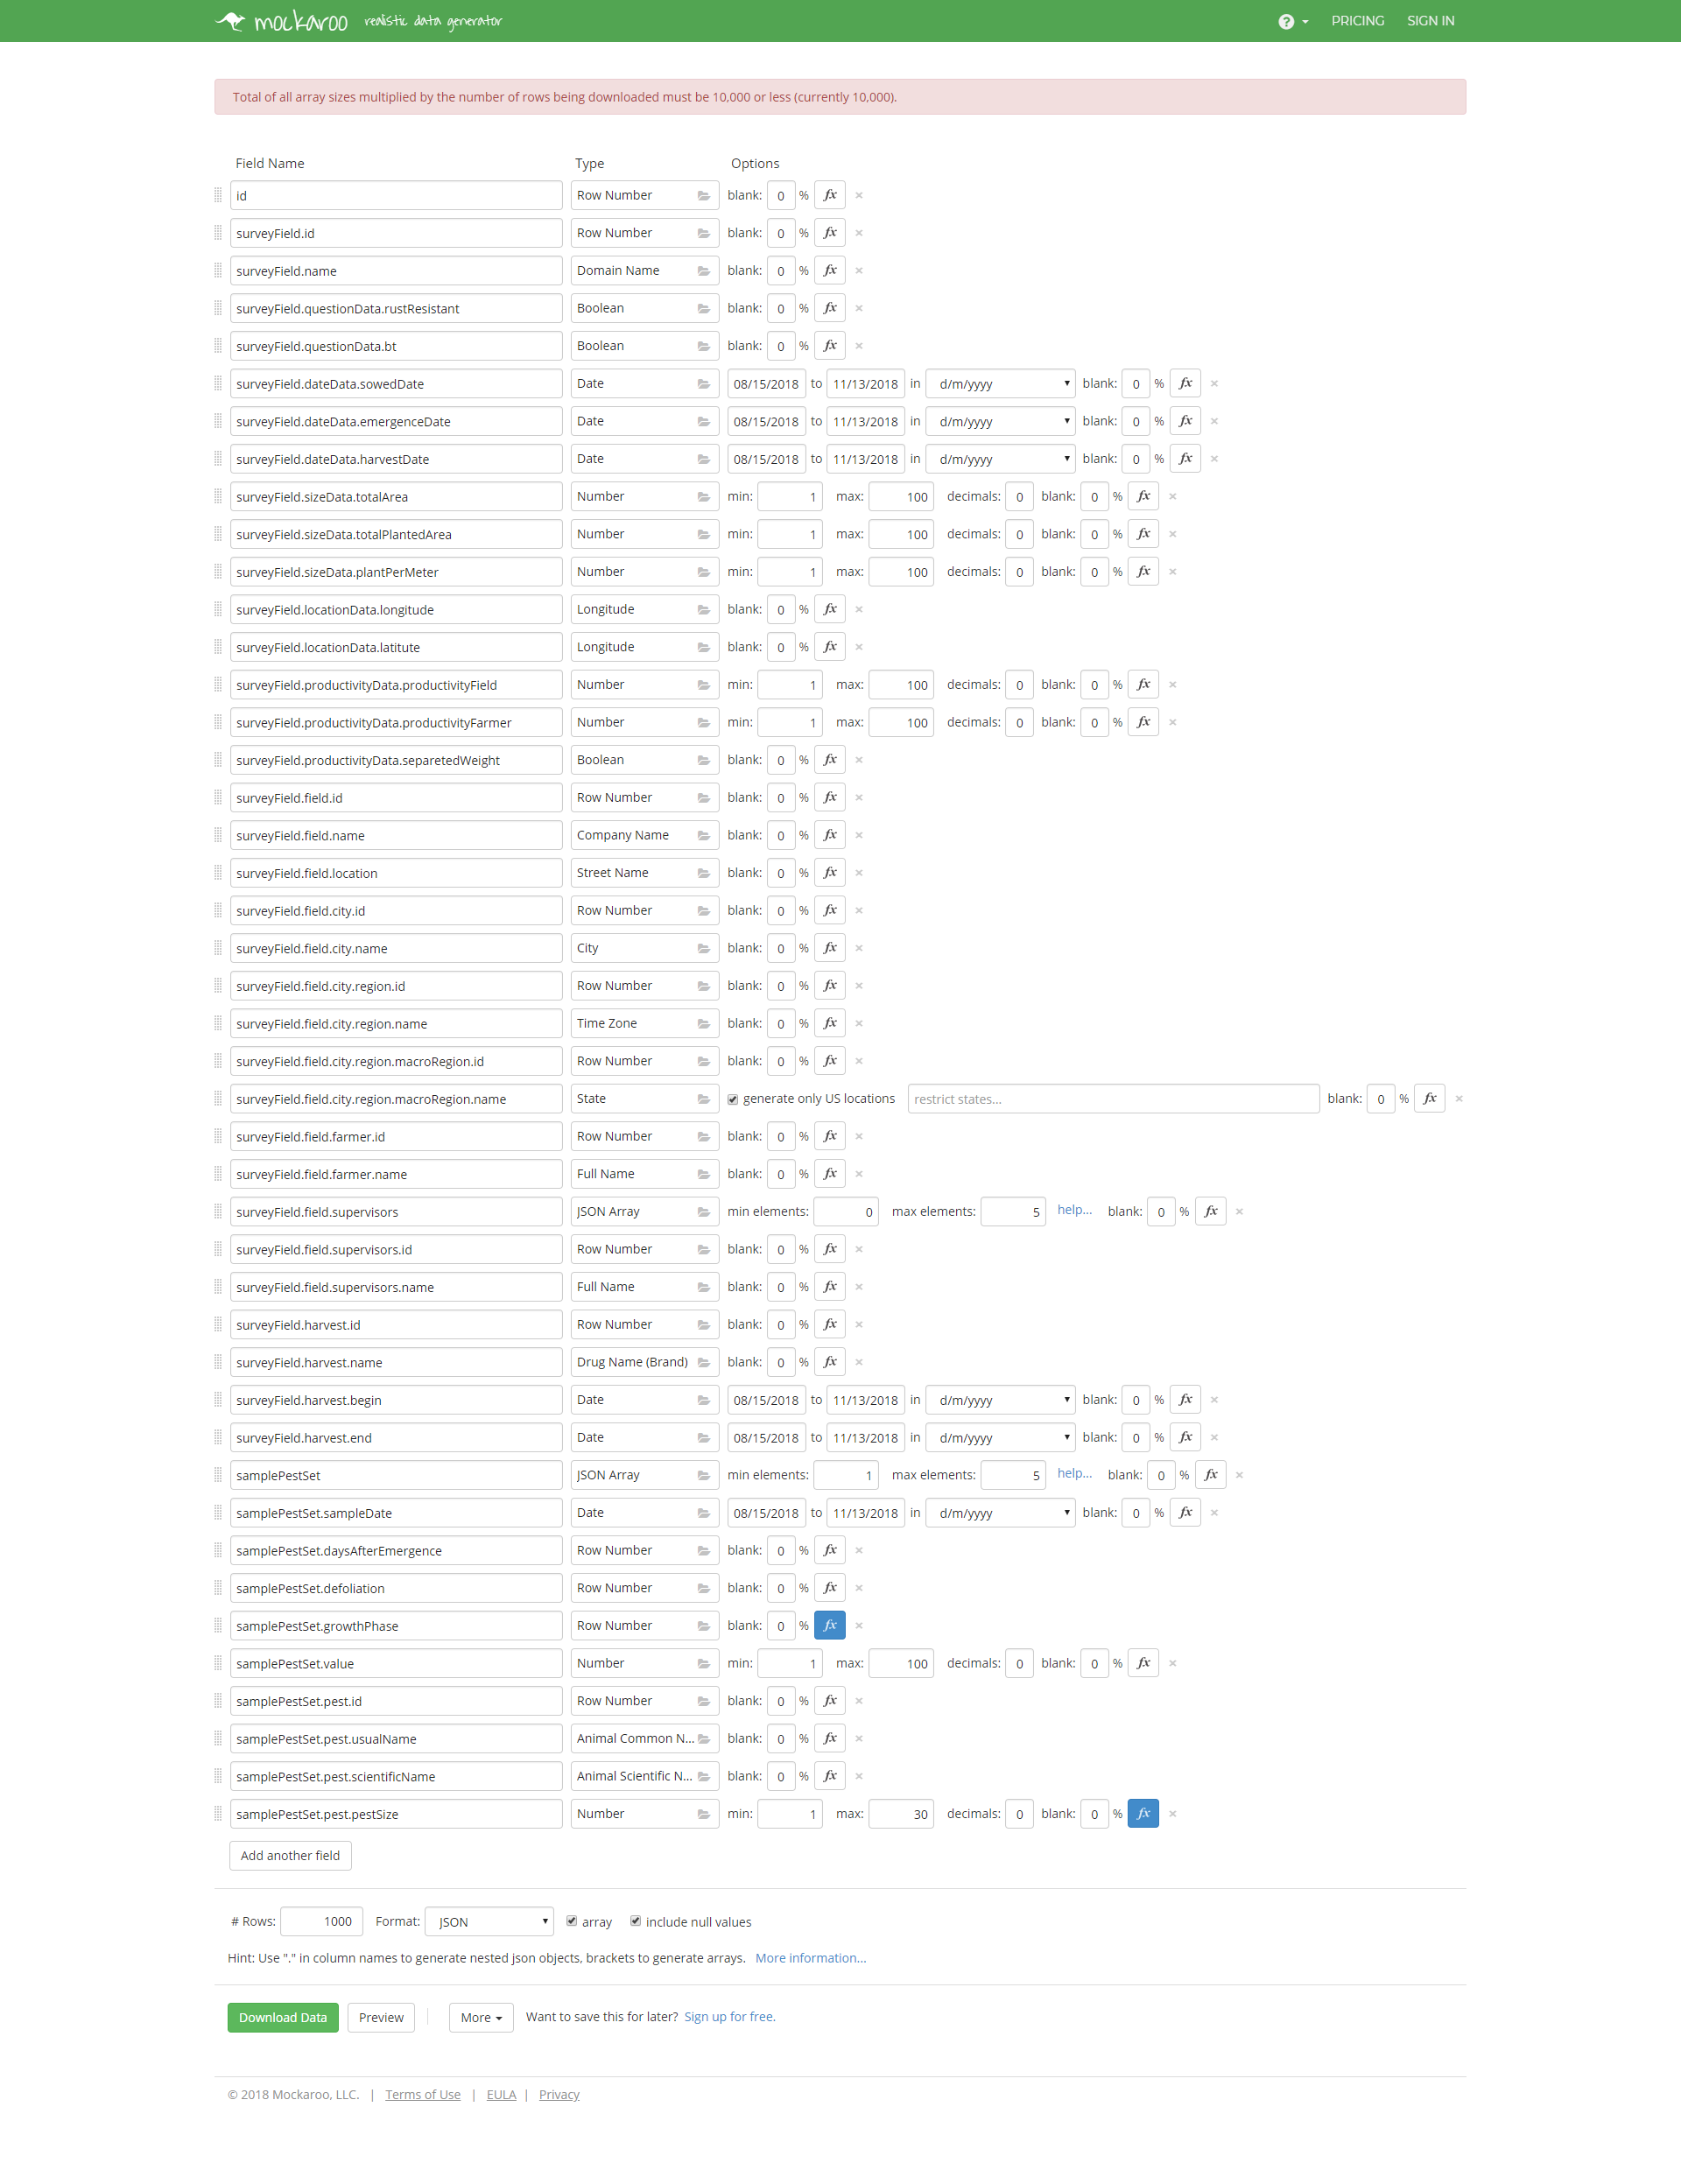 mockaroo realistic data generator ? PRICING SIGN IN
Total of all array sizes multiplied by the number of rows being downloaded must be 10,000 or less (currently 10,000).
Field Name Type Options
id Row Number blank: 0 % fx ×
surveyField.id Row Number blank: 0 % fx ×
surveyField.name Domain Name blank: 0 % fx ×
surveyField.questionData.rustResistant Boolean blank: 0 % fx ×
surveyField.questionData.bt Boolean blank: 0 % fx ×
surveyField.dateData.sowedDate Date 08/15/2018 to 11/13/2018 in d/m/yyyy blank: 0 % fx ×
surveyField.dateData.emergenceDate Date 08/15/2018 to 11/13/2018 in d/m/yyyy blank: 0 % fx ×
surveyField.dateData.harvestDate Date 08/15/2018 to 11/13/2018 in d/m/yyyy blank: 0 % fx ×
surveyField.sizeData.totalArea Number min: 1 max: 100 decimals: 0 blank: 0 % fx ×
surveyField.sizeData.totalPlantedArea Number min: 1 max: 100 decimals: 0 blank: 0 % fx ×
surveyField.sizeData.plantPerMeter Number min: 1 max: 100 decimals: 0 blank: 0 % fx ×
surveyField.locationData.longitude Longitude blank: 0 % fx ×
surveyField.locationData.latitute Longitude blank: 0 % fx ×
surveyField.productivityData.productivityField Number min: 1 max: 100 decimals: 0 blank: 0 % fx ×
surveyField.productivityData.productivityFarmer Number min: 1 max: 100 decimals: 0 blank: 0 % fx ×
surveyField.productivityData.separetedWeight Boolean blank: 0 % fx ×
surveyField.field.id Row Number blank: 0 % fx ×
surveyField.field.name Company Name blank: 0 % fx ×
surveyField.field.location Street Name blank: 0 % fx ×
surveyField.field.city.id Row Number blank: 0 % fx ×
surveyField.field.city.name City blank: 0 % fx ×
surveyField.field.city.region.id Row Number blank: 0 % fx ×
surveyField.field.city.region.name Time Zone blank: 0 % fx ×
surveyField.field.city.region.macroRegion.id Row Number blank: 0 % fx ×
surveyField.field.city.region.macroRegion.name State generate only US locations restrict states... blank: 0 % fx ×
surveyField.field.farmer.id Row Number blank: 0 % fx ×
surveyField.field.farmer.name Full Name blank: 0 % fx ×
surveyField.field.supervisors JSON Array min elements: 0 max elements: 5 help... blank: 0 % fx ×
surveyField.field.supervisors.id Row Number blank: 0 % fx ×
surveyField.field.supervisors.name Full Name blank: 0 % fx ×
surveyField.harvest.id Row Number blank: 0 % fx ×
surveyField.harvest.name Drug Name (Brand) blank: 0 % fx ×
surveyField.harvest.begin Date 08/15/2018 to 11/13/2018 in d/m/yyyy blank: 0 % fx ×
surveyField.harvest.end Date 08/15/2018 to 11/13/2018 in d/m/yyyy blank: 0 % fx ×
samplePestSet JSON Array min elements: 1 max elements: 5 help... blank: 0 % fx ×
samplePestSet.sampleDate Date 08/15/2018 to 11/13/2018 in d/m/yyyy blank: 0 % fx ×
samplePestSet.daysAfterEmergence Row Number blank: 0 % fx ×
samplePestSet.defoliation Row Number blank: 0 % fx ×
samplePestSet.growthPhase Row Number blank: 0 % fx ×
samplePestSet.value Number min: 1 max: 100 decimals: 0 blank: 0 % fx ×
samplePestSet.pest.id Row Number blank: 0 % fx ×
samplePestSet.pest.usualName Animal Common N... blank: 0 % fx ×
samplePestSet.pest.scientificName Animal Scientific N... blank: 0 % fx ×
samplePestSet.pest.pestSize Number min: 1 max: 30 decimals: 0 blank: 0 % fx ×
Add another field
# Rows: 1000 Format: JSON array include null values
Hint: Use "." in column names to generate nested json objects, brackets to generate arrays. More information...
Download Data Preview More Want to save this for later? Sign up for free.
© 2018 Mockaroo, LLC. | Terms of Use | EULA | Privacy